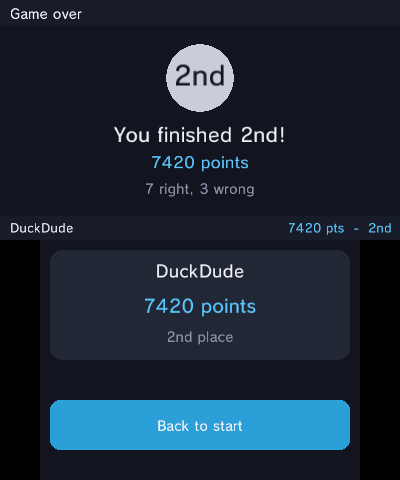 Game over
2nd
You finished 2nd!
7420 points
7 right, 3 wrong
DuckDude 7420 pts - 2nd
DuckDude
7420 points
2nd place
Back to start